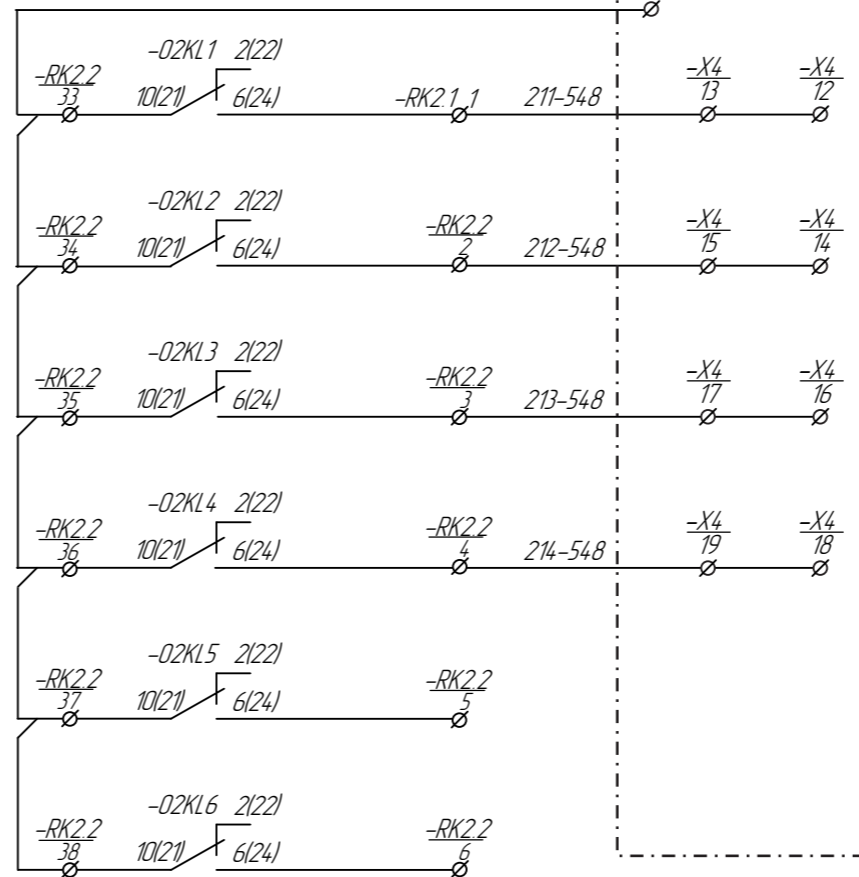 -02KL1 2(22)
-RK2.2
33
10(21)
6(24)
-RK2.1 1
211-548
-X4
13
-X4
12
-02KL2 2(22)
-RK2.2
34
10(21)
6(24)
-RK2.2
2
212-548
-X4
15
-X4
14
-02KL3 2(22)
-RK2.2
35
10(21)
6(24)
-RK2.2
3
213-548
-X4
17
-X4
16
-02KL4 2(22)
-RK2.2
36
10(21)
6(24)
-RK2.2
4
214-548
-X4
19
-X4
18
-02KL5 2(22)
-RK2.2
37
10(21)
6(24)
-RK2.2
5
-02KL6 2(22)
-RK2.2
38
10(21)
6(24)
-RK2.2
6